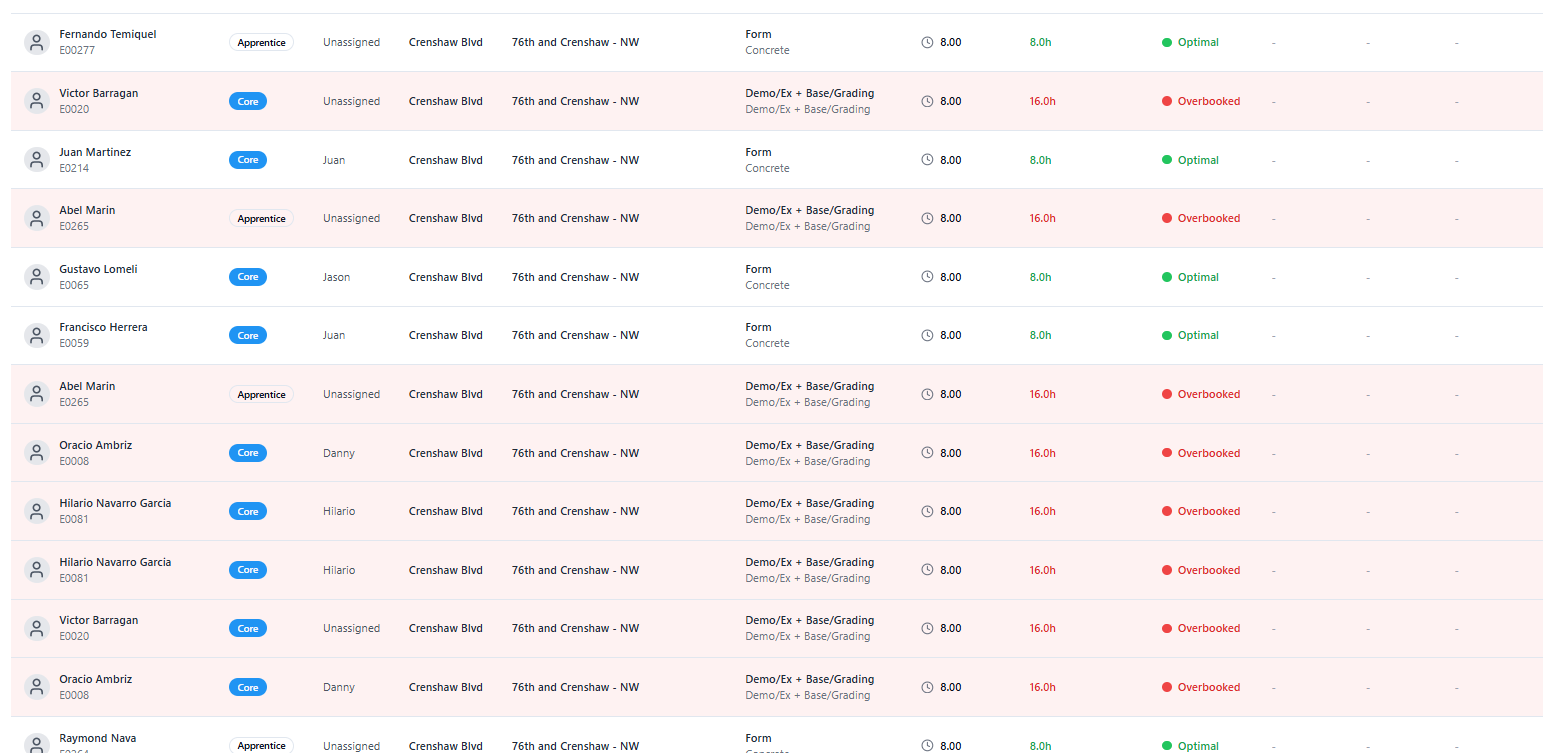 Fernando Temiquel
E00277
Apprentice Unassigned Crenshaw Blvd 76th and Crenshaw - NW Form
Concrete 8.00 8.0h Optimal - - -
Victor Barragan
E0020
Core Unassigned Crenshaw Blvd 76th and Crenshaw - NW Demo/Ex + Base/Grading
Demo/Ex + Base/Grading 8.00 16.0h Overbooked - - -
Juan Martinez
E0214
Core Juan Crenshaw Blvd 76th and Crenshaw - NW Form
Concrete 8.00 8.0h Optimal - - -
Abel Marin
E0265
Apprentice Unassigned Crenshaw Blvd 76th and Crenshaw - NW Demo/Ex + Base/Grading
Demo/Ex + Base/Grading 8.00 16.0h Overbooked - - -
Gustavo Lomeli
E0065
Core Jason Crenshaw Blvd 76th and Crenshaw - NW Form
Concrete 8.00 8.0h Optimal - - -
Francisco Herrera
E0059
Core Juan Crenshaw Blvd 76th and Crenshaw - NW Form
Concrete 8.00 8.0h Optimal - - -
Abel Marin
E0265
Apprentice Unassigned Crenshaw Blvd 76th and Crenshaw - NW Demo/Ex + Base/Grading
Demo/Ex + Base/Grading 8.00 16.0h Overbooked - - -
Oracio Ambriz
E0008
Core Danny Crenshaw Blvd 76th and Crenshaw - NW Demo/Ex + Base/Grading
Demo/Ex + Base/Grading 8.00 16.0h Overbooked - - -
Hilario Navarro Garcia
E0081
Core Hilario Crenshaw Blvd 76th and Crenshaw - NW Demo/Ex + Base/Grading
Demo/Ex + Base/Grading 8.00 16.0h Overbooked - - -
Hilario Navarro Garcia
E0081
Core Hilario Crenshaw Blvd 76th and Crenshaw - NW Demo/Ex + Base/Grading
Demo/Ex + Base/Grading 8.00 16.0h Overbooked - - -
Victor Barragan
E0020
Core Unassigned Crenshaw Blvd 76th and Crenshaw - NW Demo/Ex + Base/Grading
Demo/Ex + Base/Grading 8.00 16.0h Overbooked - - -
Oracio Ambriz
E0008
Core Danny Crenshaw Blvd 76th and Crenshaw - NW Demo/Ex + Base/Grading
Demo/Ex + Base/Grading 8.00 16.0h Overbooked - - -
Raymond Nava
Apprentice Unassigned Crenshaw Blvd 76th and Crenshaw - NW Form
8.00 8.0h Optimal - - -